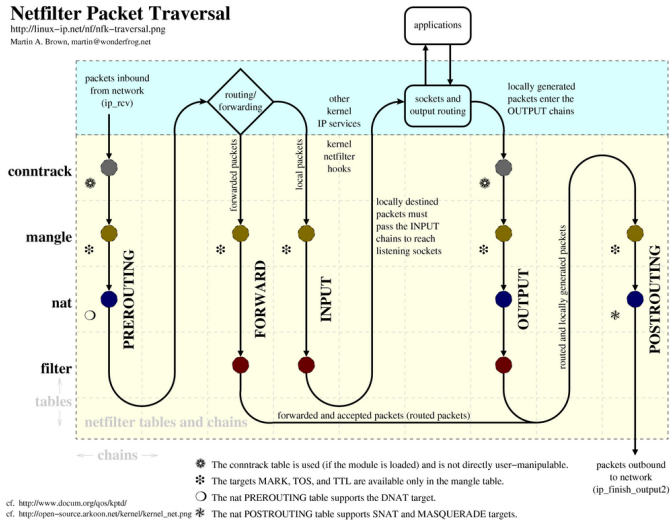 Netfilter Packet Traversal
http://linux-ip.net/nf/nfk-traversal.png
Martin A. Brown, martin@wonderfrog.net
applications
packets inbound
from network
(ip_rcv)
routing/
forwarding
other
kernel
IP services
sockets and
output routing
locally generated
packets enter the
OUTPUT chains
kernel
netfilter
hooks
forwarded packets
local packets
locally destined
packets must
pass the INPUT
chains to reach
listening sockets
conntrack
mangle
nat
filter
PREROUTING
FORWARD
INPUT
OUTPUT
routed and locally generated packets
POSTROUTING
tables
netfilter tables and chains
forwarded and accepted packets (routed packets)
chains
packets outbound
to network
(ip_finish_output2)
The conntrack table is used (if the module is loaded) and is not directly user-manipulable.
The targets MARK, TOS, and TTL are available only in the mangle table.
The nat PREROUTING table supports the DNAT target.
The nat POSTROUTING table supports SNAT and MASQUERADE targets.
cf. http://www.docum.org/qos/kptd/
cf. http://open-source.arkoon.net/kernel/kernel_net.png